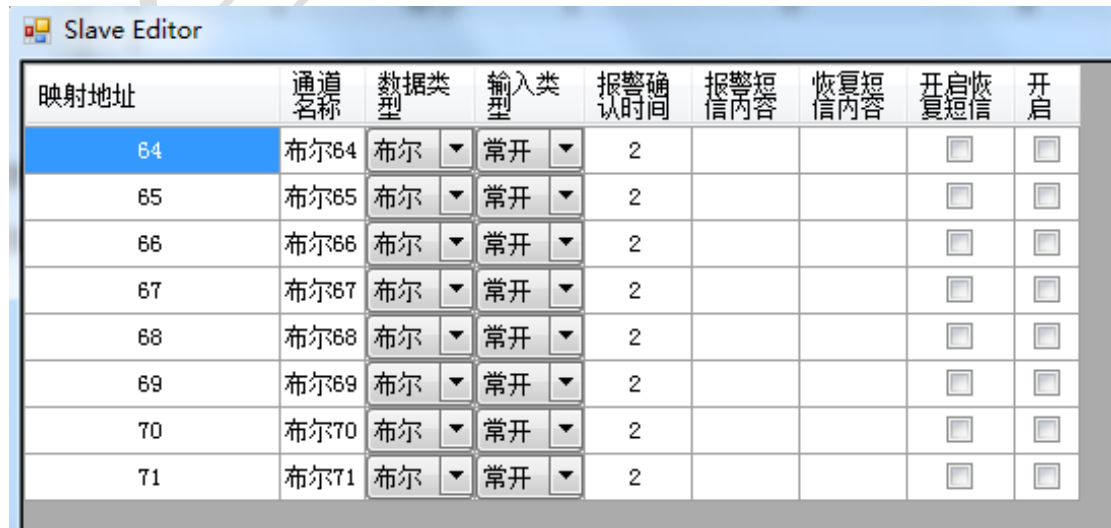 Slave Editor
映射地址 通道名称 数据类型 输入类型 报警确认时间 报警短信内容 恢复短信内容 开启恢复短信 开启
64 布尔64 布尔 常开 2
65 布尔65 布尔 常开 2
66 布尔66 布尔 常开 2
67 布尔67 布尔 常开 2
68 布尔68 布尔 常开 2
69 布尔69 布尔 常开 2
70 布尔70 布尔 常开 2
71 布尔71 布尔 常开 2